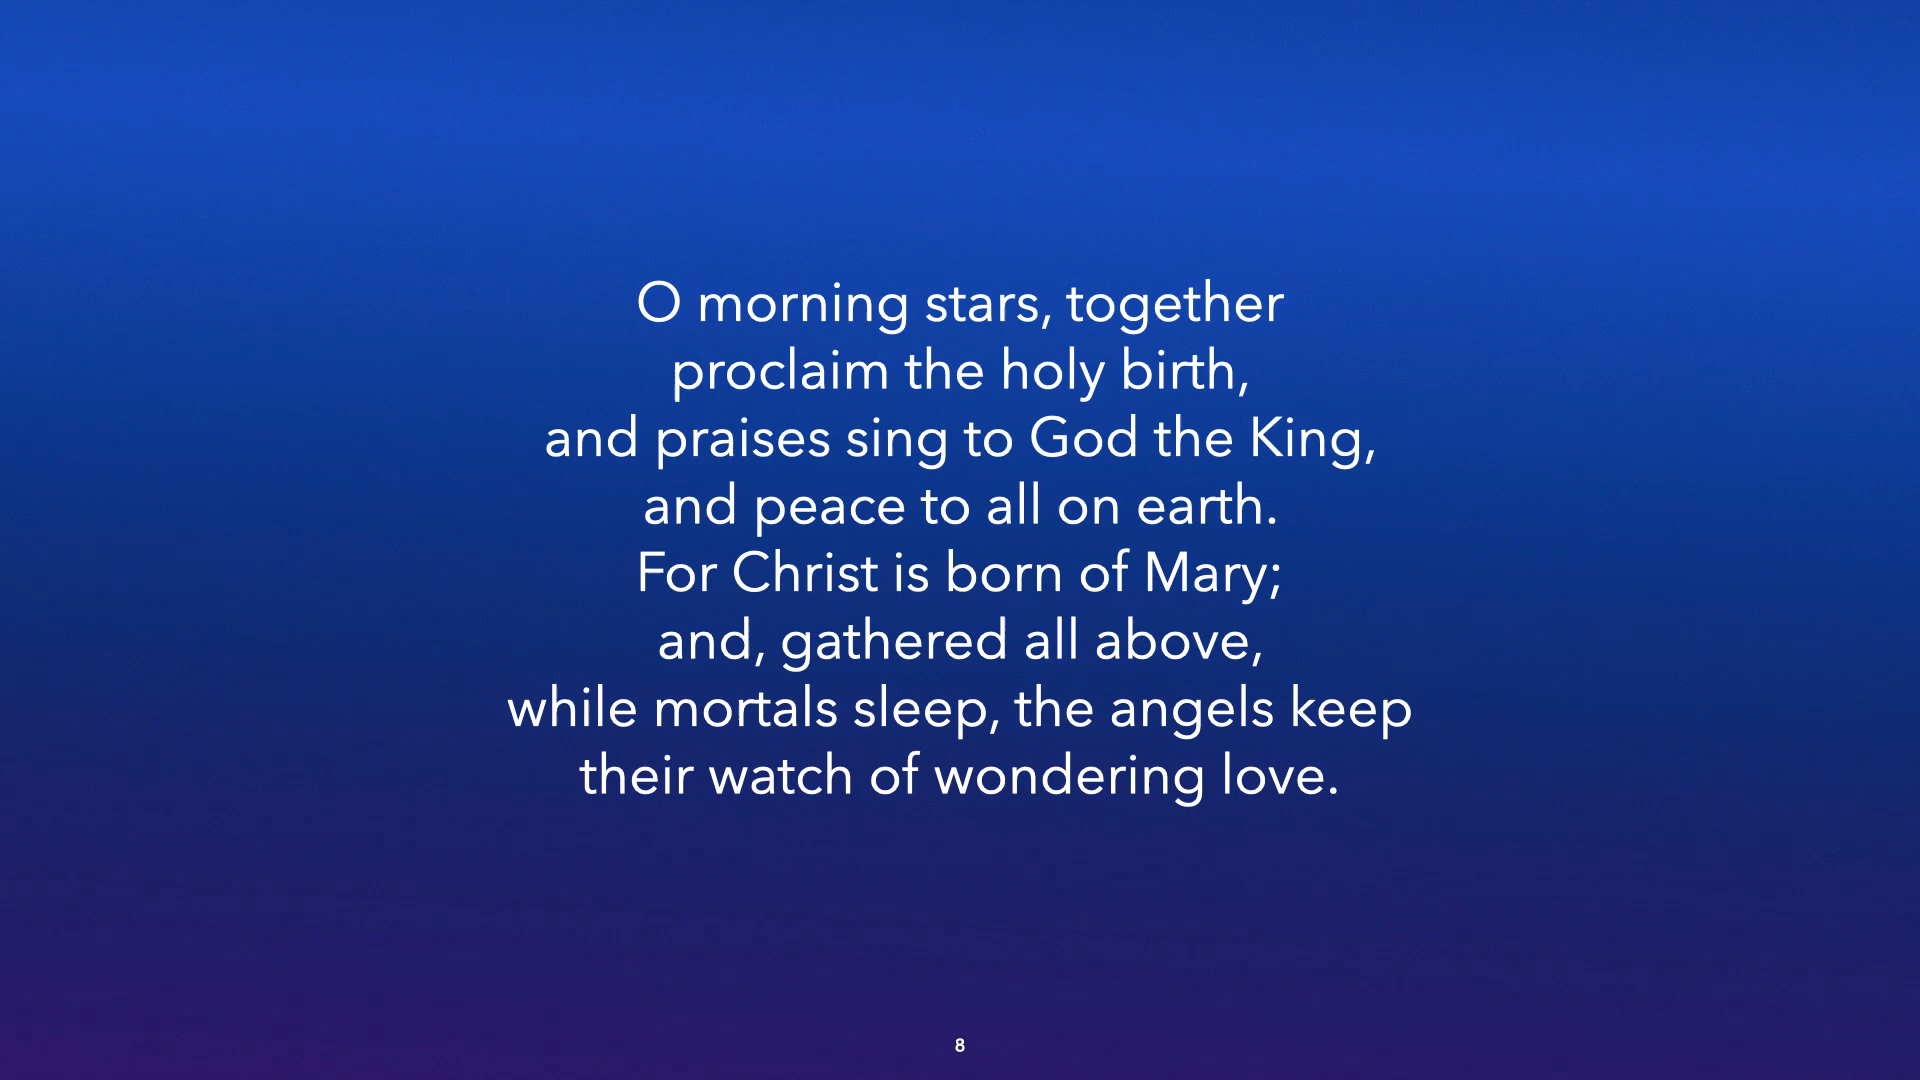 O morning stars, together
proclaim the holy birth,
and praises sing to God the King,
and peace to all on earth.
For Christ is born of Mary;
and, gathered all above,
while mortals sleep, the angels keep
their watch of wondering love.
8